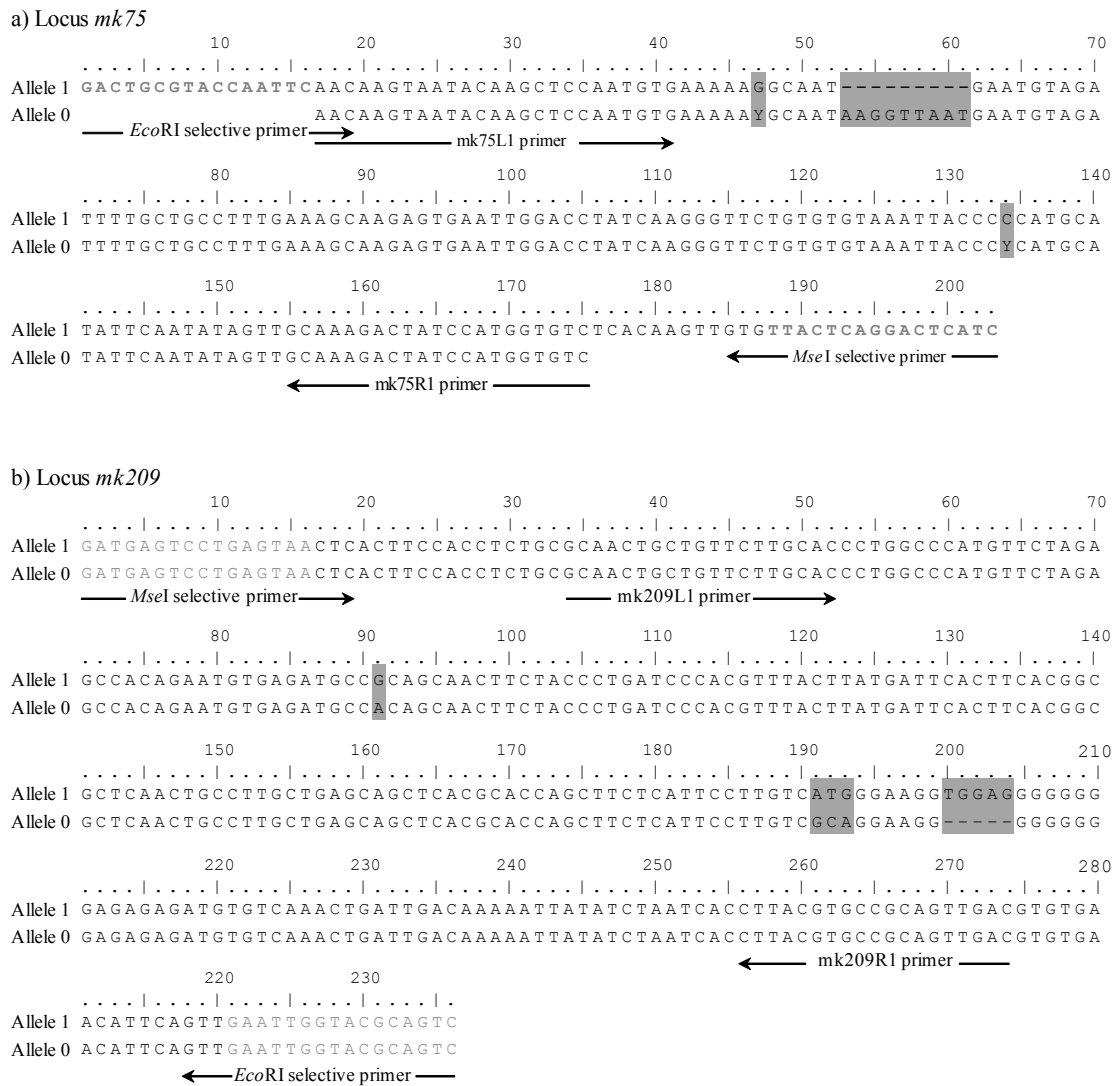 a) Locus mk75
10 20 30 40 50 60 70
Allele 1 GACTGCGTACCAATTCAACAAGTAATACAAGCTCCAATGTGAAAAAGGCAAT---------GAATGTAGA
Allele 0 AACAAGTAATACAAGCTCCAATGTGAAAAAYGCAATAAGGTTAATGAATGTAGA
EcoRI selective primer
mk75L1 primer
80 90 100 110 120 130 140
Allele 1 TTTTGCTGCCTTTGAAAGCAAGAGTGAATTGGACCTATCAAGGGTTCTGTGTGTAAATTACCCCCATGCA
Allele 0 TTTTGCTGCCTTTGAAAGCAAGAGTGAATTGGACCTATCAAGGGTTCTGTGTGTAAATTACCCYCATGCA
150 160 170 180 190 200
Allele 1 TATTCAATATAGTTGCAAAGACTATCCATGGTGTCTCACAAGTTGTGTTACTCAGGACTCATC
Allele 0 TATTCAATATAGTTGCAAAGACTATCCATGGTGTC
MseI selective primer
mk75R1 primer
b) Locus mk209
10 20 30 40 50 60 70
Allele 1 GATGAGTCCTGAGTAACTCACTTCCACCTCTGCGCAACTGCTGTTCTTGCACCCTGGCCCATGTTCTAGA
Allele 0 GATGAGTCCTGAGTAACTCACTTCCACCTCTGCGCAACTGCTGTTCTTGCACCCTGGCCCATGTTCTAGA
MseI selective primer mk209L1 primer
80 90 100 110 120 130 140
Allele 1 GCCACAGAATGTGAGATGCCGCAGCAACTTCTACCCTGATCCCACGTTTACTTATGATTCACTTCACGGC
Allele 0 GCCACAGAATGTGAGATGCCACAGCAACTTCTACCCTGATCCCACGTTTACTTATGATTCACTTCACGGC
150 160 170 180 190 200 210
Allele 1 GCTCAACTGCCTTGCTGAGCAGCTCACGCACCAGCTTCTCATTCCTTGTCATGGGAAGGTGGAGGGGGGG
Allele 0 GCTCAACTGCCTTGCTGAGCAGCTCACGCACCAGCTTCTCATTCCTTGTCGCAGGAAGG-----GGGGGG
220 230 240 250 260 270 280
Allele 1 GAGAGAGATGTGTCAAACTGATTGACAAAAATTATATCTAATCACCTTACGTGCCGCAGTTGACGTGTGA
Allele 0 GAGAGAGATGTGTCAAACTGATTGACAAAAATTATATCTAATCACCTTACGTGCCGCAGTTGACGTGTGA
mk209R1 primer
220 230
Allele 1 ACATTCAGTTGAATTGGTACGCAGTC
Allele 0 ACATTCAGTTGAATTGGTACGCAGTC
EcoRI selective primer